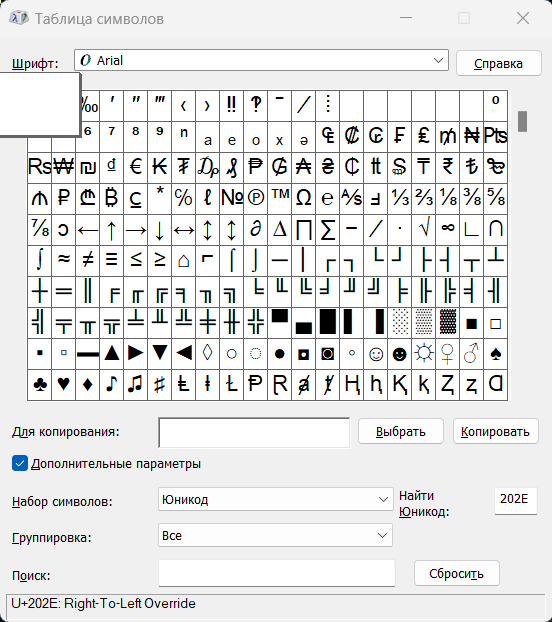 Таблица символов
Шрифт:
Arial
Справка
‰ ′ ″ ‴ ‹ › ‼ ‽ ‾ ⁄ ⁞ ⁰
⁶ ⁷ ⁸ ⁹ ⁿ ₐ ₑ ₒ ₓ ₔ ₠ ₡ ₢ ₣ ₤ ₥ ₦ ₧
₨ ₩ ₪ ₫ € ₭ ₮ ₯ ₰ ₱ ₲ ₳ ₴ ₵ ₶ ₷ ₸ ₹ ₺ ₻
₼ ₽ ₾ ₿ ⃀ ⃰ ℅ ℓ № ℗ ™ Ω ℮ ⅍ ⅎ ⅓ ⅔ ⅛ ⅜ ⅝
⅞ ↄ ← ↑ → ↓ ↔ ↕ ↨ ∂ ∆ ∏ ∑ − ∕ ∙ √ ∞ ∟ ∩
∫ ≈ ≠ ≡ ≤ ≥ ⌂ ⌐ ⌠ ⌡ ─ │ ┌ ┐ └ ┘ ├ ┤ ┬ ┴
┼ ═ ║ ╒ ╓ ╔ ╕ ╖ ╗ ╘ ╙ ╚ ╛ ╜ ╝ ╞ ╟ ╠ ╡ ╢
╣ ╤ ╥ ╦ ╧ ╨ ╩ ╪ ╫ ╬ ▀ ▄ █ ▌ ▐ ░ ▒ ▓ ■ □
▪ ▫ ▬ ▲ ► ▼ ◄ ◊ ○ ◌ ● ◘ ◙ ◦ ☺ ☻ ☼ ♀ ♂ ♠
♣ ♥ ♦ ♪ ♫ ♯ Ⱡ ⱡ Ɫ Ᵽ Ɽ ⱥ ⱦ Ⱨ ⱨ Ⱪ ⱪ Ⱬ ⱬ Ɑ
Для копирования:
Выбрать
Копировать
Дополнительные параметры
Набор символов:
Юникод
Найти
Юникод:
202E
Группировка:
Все
Поиск:
Сбросить
U+202E: Right-To-Left Override